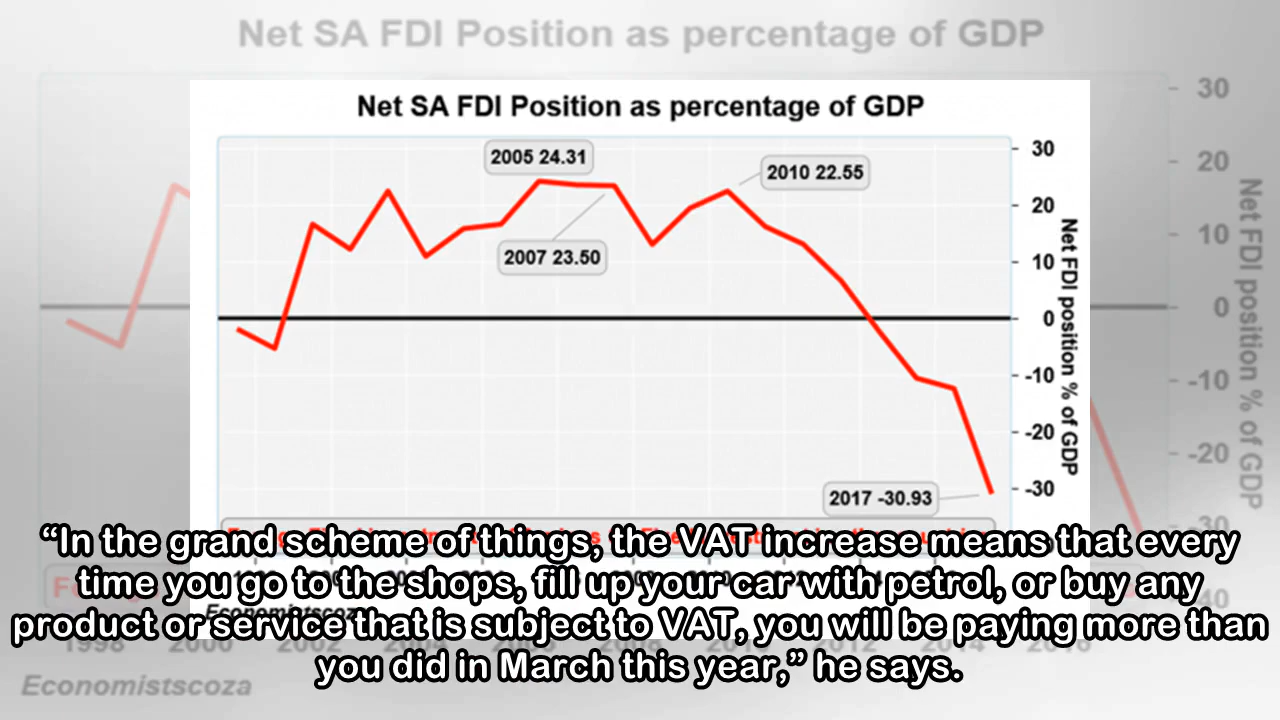 Net SA FDI Position as percentage of GDP
Net SA FDI Position as percentage of GDP
2005 24.31
2010 22.55
2007 23.50
2017 -30.93
30
20
10
0
-10
-20
-30
Net FDI position % of GDP
30
20
10
0
-10
-20
-30
-40
Net FDI position % of GDP
“In the grand scheme of things, the VAT increase means that every
time you go to the shops, fill up your car with petrol, or buy any
product or service that is subject to VAT, you will be paying more than
you did in March this year,” he says.
1998 2000 2002 2016
Economistscoza
Economistscoza